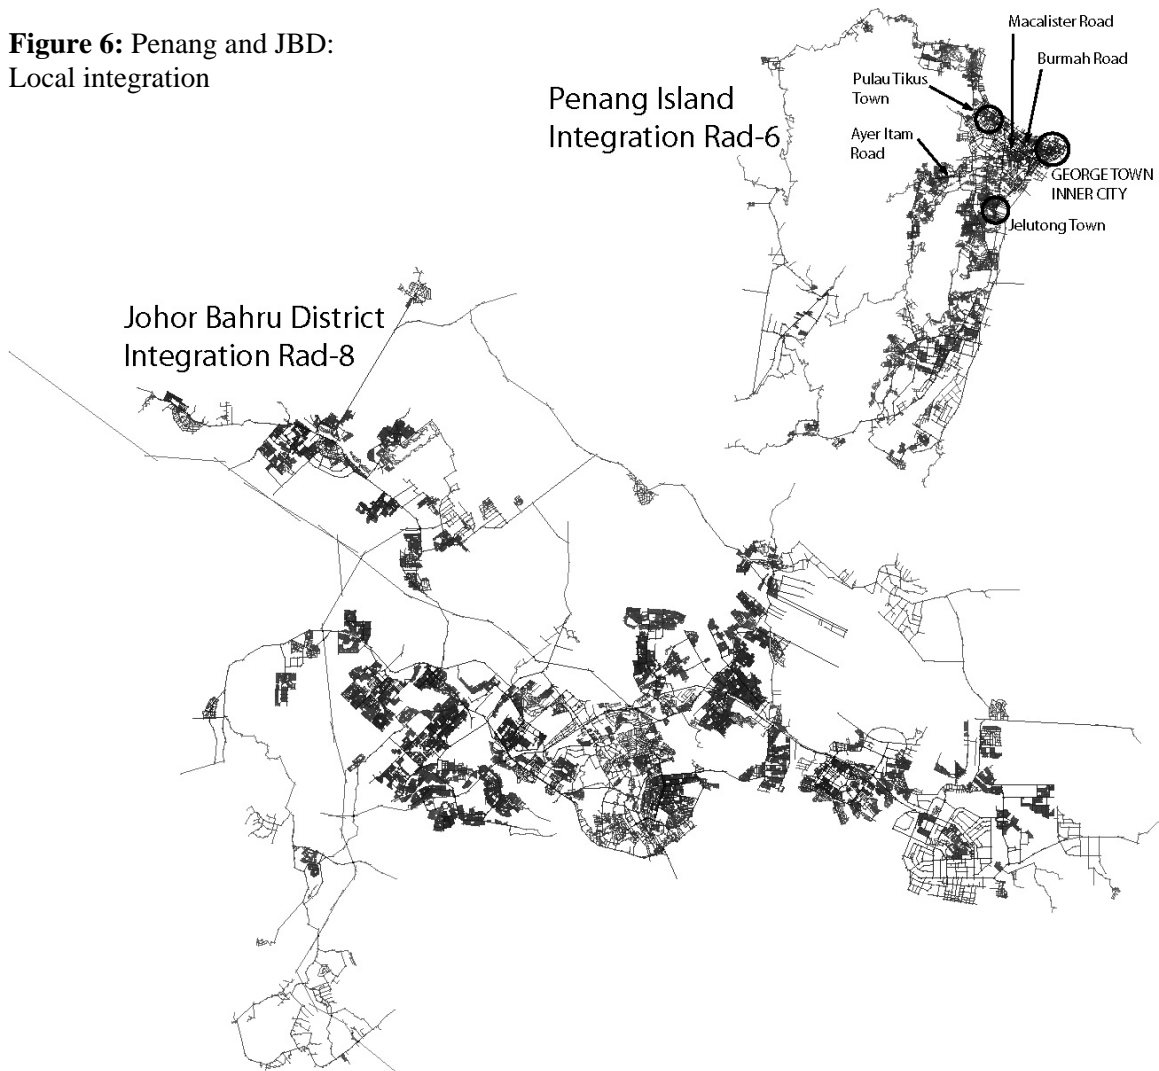 Figure 6: Penang and JBD:
Local integration
Macalister Road
Burmah Road
Pulau Tikus
Town
Penang Island
Integration Rad-6
Ayer Itam
Road
GEORGE TOWN
INNER CITY
Jelutong Town
Johor Bahru District
Integration Rad-8